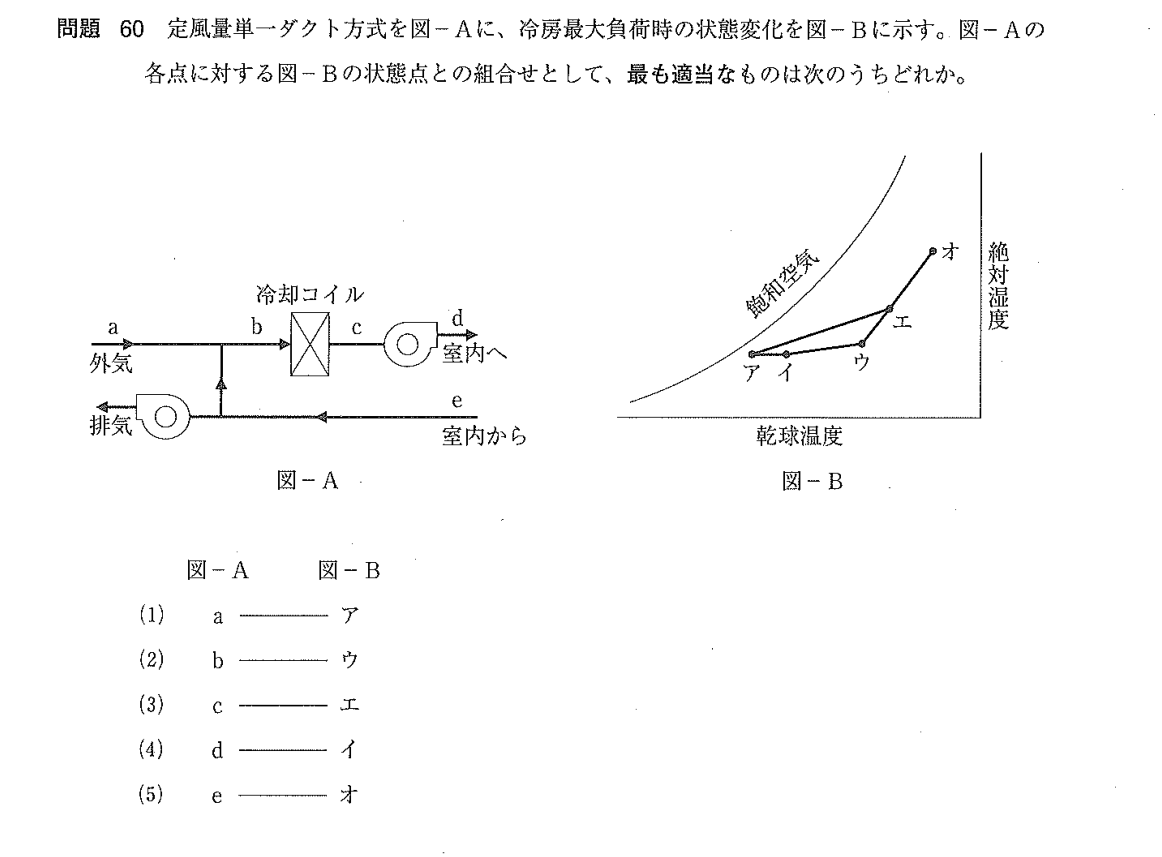 問題 60 定風量単一ダクト方式を図-Aに、冷房最大負荷時の状態変化を図-Bに示す。図-Aの
各点に対する図-Bの状態点との組合せとして、最も適当なものは次のうちどれか。
冷却コイル
a
b
c
d
外気
室内へ
e
排気
室内から
図-A
飽和空気
オ
エ
ウ
ア
イ
絶対湿度
乾球温度
図-B
図-A 図-B
(1) a ――― ア
(2) b ――― ウ
(3) c ――― エ
(4) d ――― イ
(5) e ――― オ